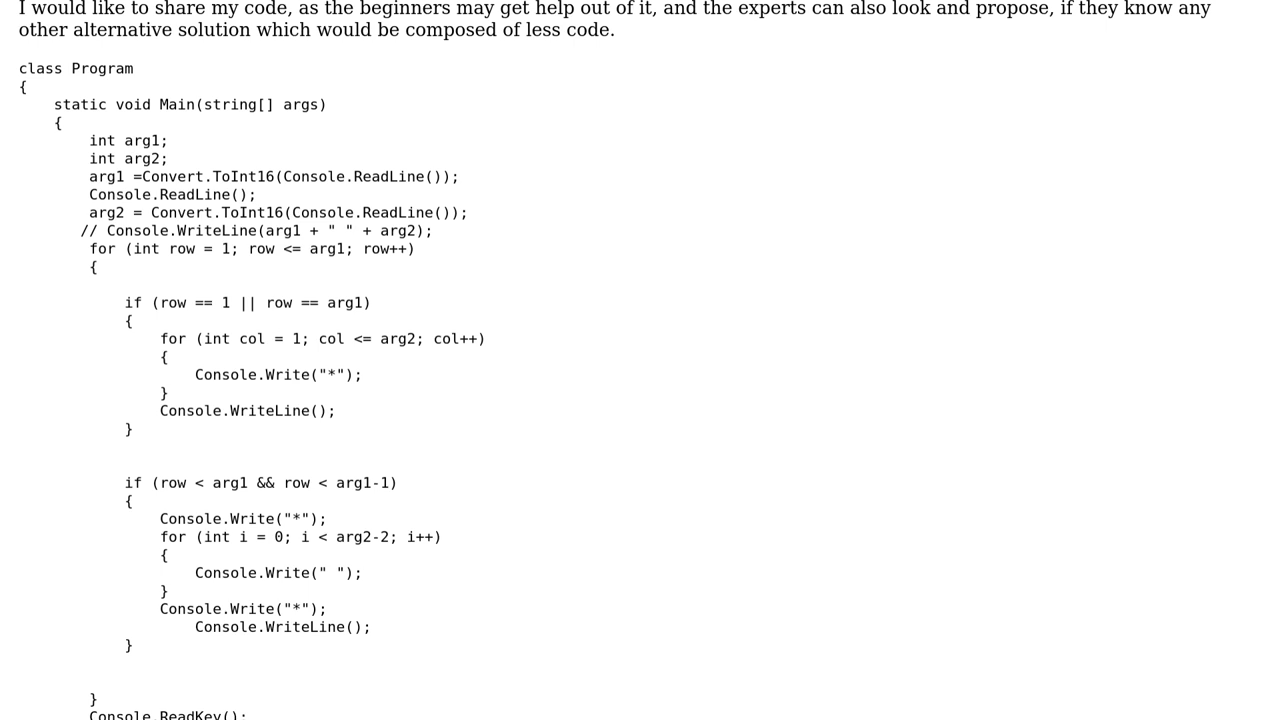 I would like to share my code, as the beginners may get help out of it, and the experts can also look and propose, if they know any
other alternative solution which would be composed of less code.
class Program
{
    static void Main(string[] args)
    {
        int arg1;
        int arg2;
        arg1 =Convert.ToInt16(Console.ReadLine());
        Console.ReadLine();
        arg2 = Convert.ToInt16(Console.ReadLine());
       // Console.WriteLine(arg1 + " " + arg2);
        for (int row = 1; row <= arg1; row++)
        {
            if (row == 1 || row == arg1)
            {
                for (int col = 1; col <= arg2; col++)
                {
                    Console.Write("*");
                }
                Console.WriteLine();
            }
            if (row < arg1 && row < arg1-1)
            {
                Console.Write("*");
                for (int i = 0; i < arg2-2; i++)
                {
                    Console.Write(" ");
                }
                Console.Write("*");
                    Console.WriteLine();
            }
        }
        Console.ReadKey();